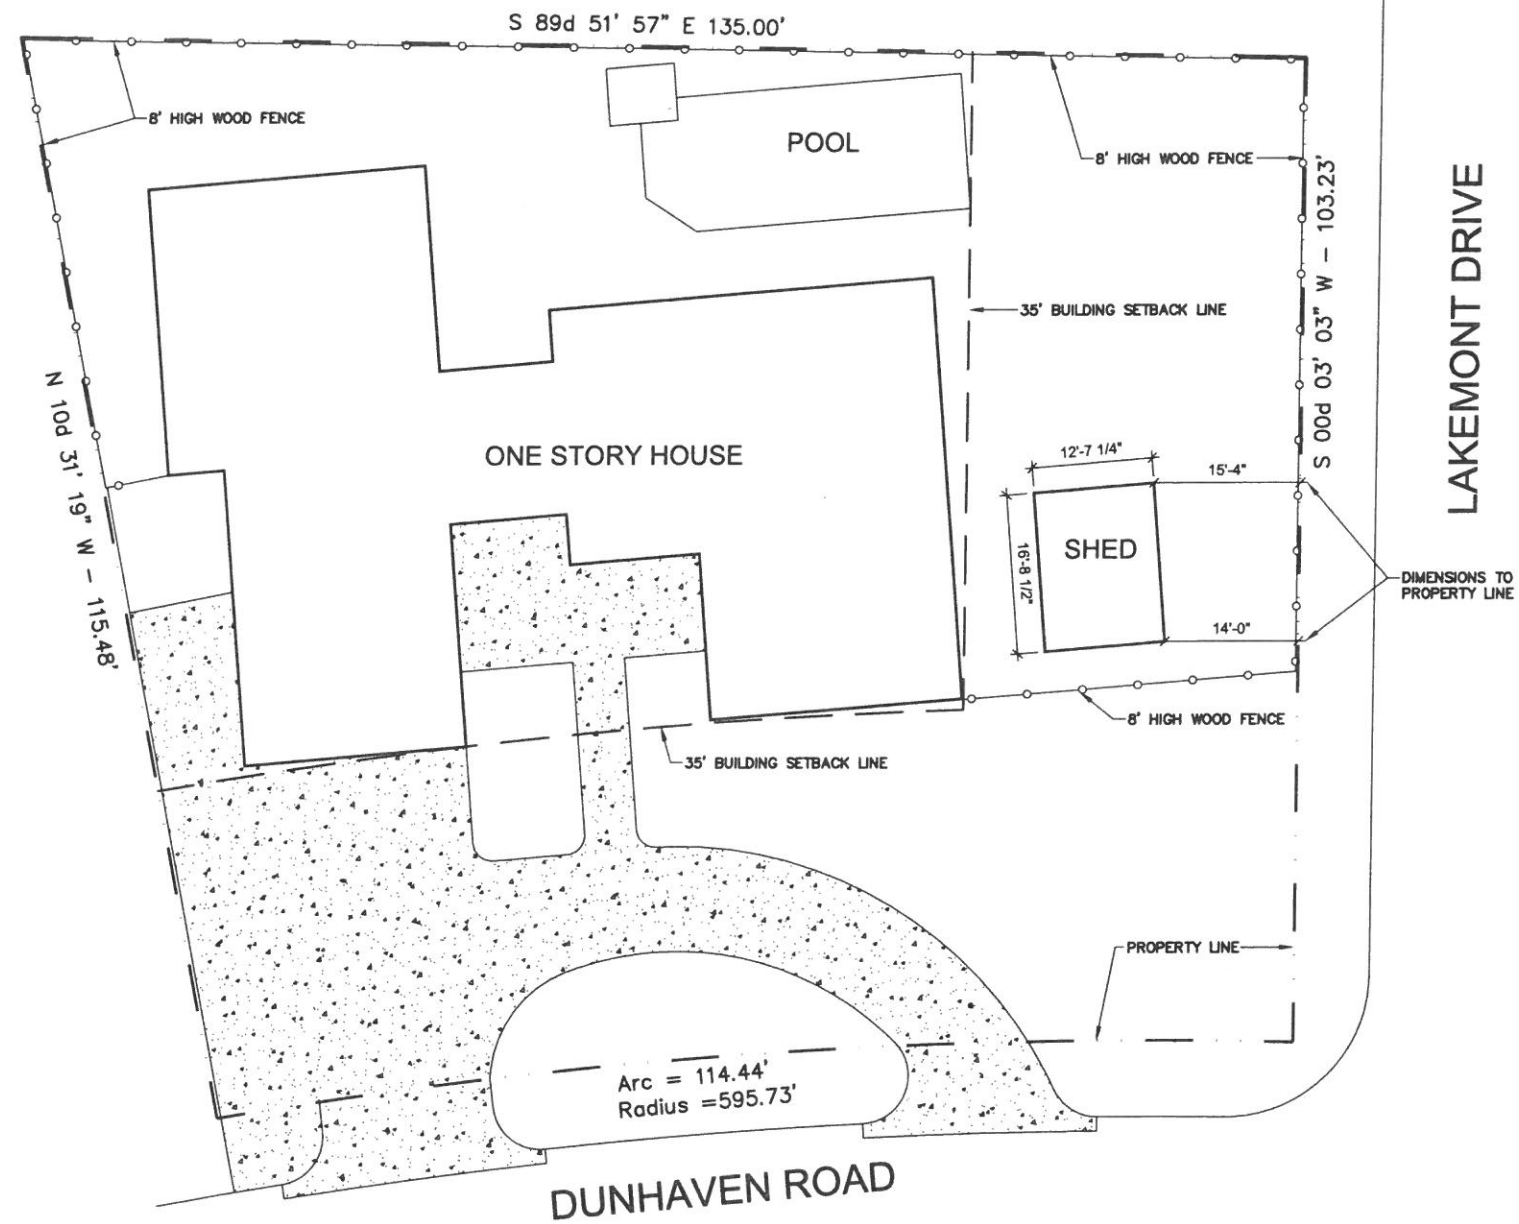 S 89d 51' 57" E 135.00'
8' HIGH WOOD FENCE
POOL
8' HIGH WOOD FENCE
S 00d 03' 03" W - 103.23'
LAKEMONT DRIVE
35' BUILDING SETBACK LINE
N 10d 31' 19" W - 115.48'
ONE STORY HOUSE
12'-7 1/4"
15'-4"
16'-8 1/2"
SHED
DIMENSIONS TO
PROPERTY LINE
14'-0"
8' HIGH WOOD FENCE
35' BUILDING SETBACK LINE
PROPERTY LINE
Arc = 114.44'
Radius =595.73'
DUNHAVEN ROAD